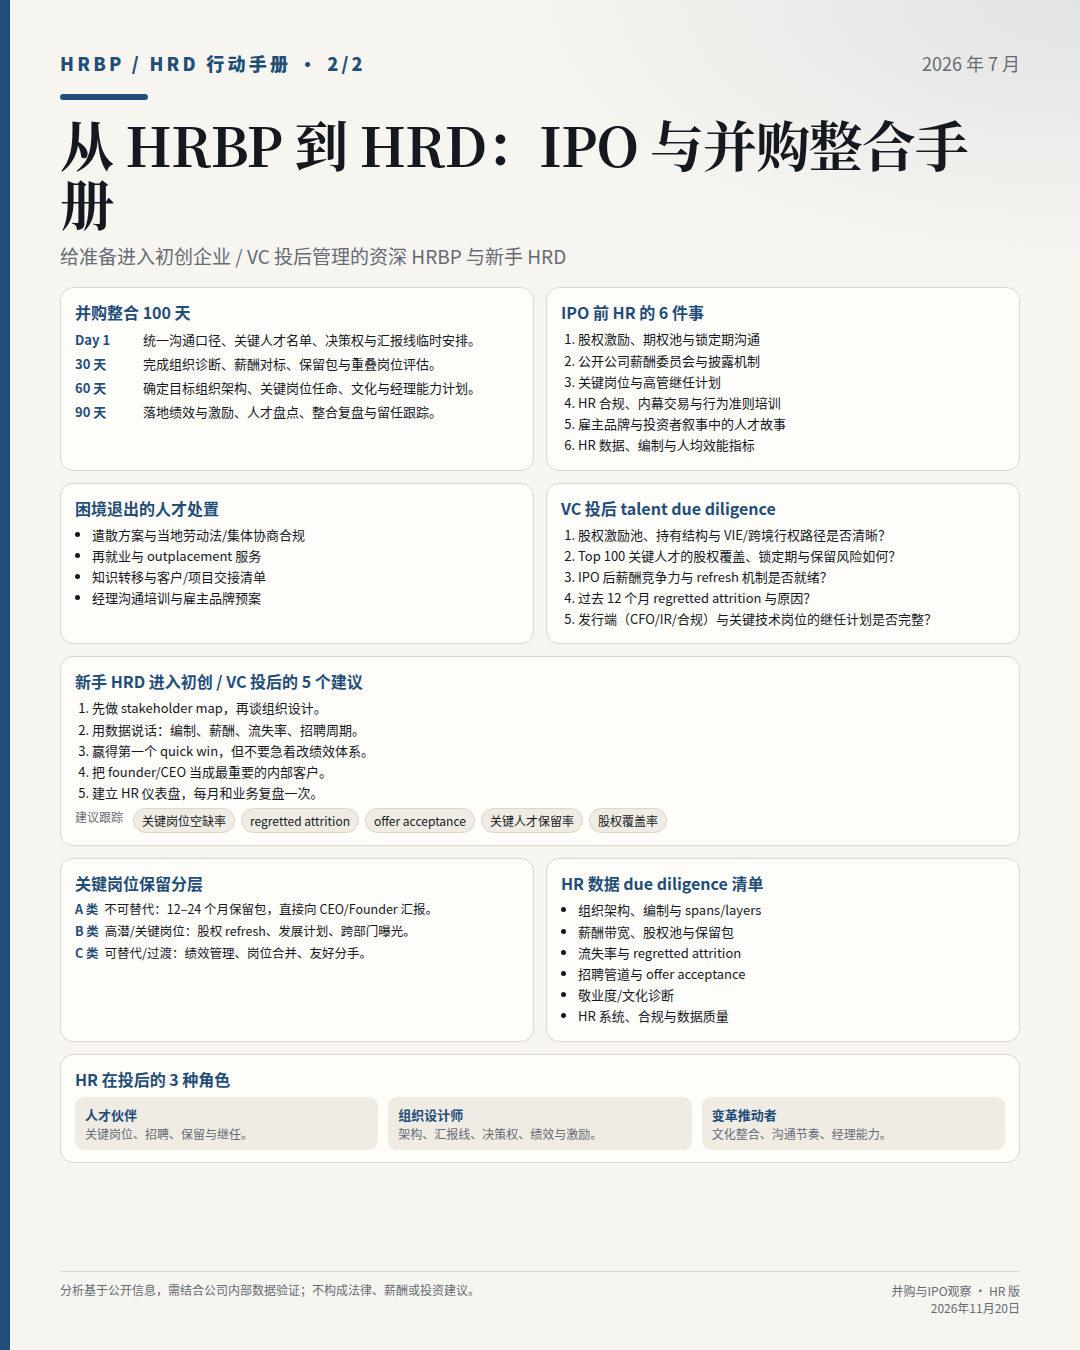 HRBP / HRD 行动手册 · 2/2
2026 年 7 月
从 HRBP 到 HRD：IPO 与并购整合手
册
给准备进入初创企业 / VC 投后管理的资深 HRBP 与新手 HRD
并购整合 100 天
Day 1 统一沟通口径、关键人才名单、决策权与汇报线临时安排。
30 天 完成组织诊断、薪酬对标、保留包与重叠岗位评估。
60 天 确定目标组织架构、关键岗位任命、文化与经理能力计划。
90 天 落地绩效与激励、人才盘点、整合复盘与留任跟踪。
IPO 前 HR 的 6 件事
1. 股权激励、期权池与锁定期沟通
2. 公开公司薪酬委员会与披露机制
3. 关键岗位与高管继任计划
4. HR 合规、内幕交易与行为准则培训
5. 雇主品牌与投资者叙事中的人才故事
6. HR 数据、编制与人均效能指标
困境退出的人才处置
• 遣散方案与当地劳动法/集体协商合规
• 再就业与 outplacement 服务
• 知识转移与客户/项目交接清单
• 经理沟通培训与雇主品牌预案
VC 投后 talent due diligence
1. 股权激励池、持有结构与 VIE/跨境行权路径是否清晰？
2. Top 100 关键人才的股权覆盖、锁定期与保留风险如何？
3. IPO 后薪酬竞争力与 refresh 机制是否就绪？
4. 过去 12 个月 regretted attrition 与原因？
5. 发行端（CFO/IR/合规）与关键技术岗位的继任计划是否完整？
新手 HRD 进入初创 / VC 投后的 5 个建议
1. 先做 stakeholder map，再谈组织设计。
2. 用数据说话：编制、薪酬、流失率、招聘周期。
3. 赢得第一个 quick win，但不要急着改绩效体系。
4. 把 founder/CEO 当成最重要的内部客户。
5. 建立 HR 仪表盘，每月和业务复盘一次。
建议跟踪 关键岗位空缺率 regretted attrition offer acceptance 关键人才保留率 股权覆盖率
关键岗位保留分层
A 类 不可替代：12–24 个月保留包，直接向 CEO/Founder 汇报。
B 类 高潜/关键岗位：股权 refresh、发展计划、跨部门曝光。
C 类 可替代/过渡：绩效管理、岗位合并、友好分手。
HR 数据 due diligence 清单
• 组织架构、编制与 spans/layers
• 薪酬带宽、股权池与保留包
• 流失率与 regretted attrition
• 招聘管道与 offer acceptance
• 敬业度/文化诊断
• HR 系统、合规与数据质量
HR 在投后的 3 种角色
人才伙伴
关键岗位、招聘、保留与继任。
组织设计师
架构、汇报线、决策权、绩效与激励。
变革推动者
文化整合、沟通节奏、经理能力。
分析基于公开信息，需结合公司内部数据验证；不构成法律、薪酬或投资建议。
并购与IPO观察 · HR 版
2026年11月20日